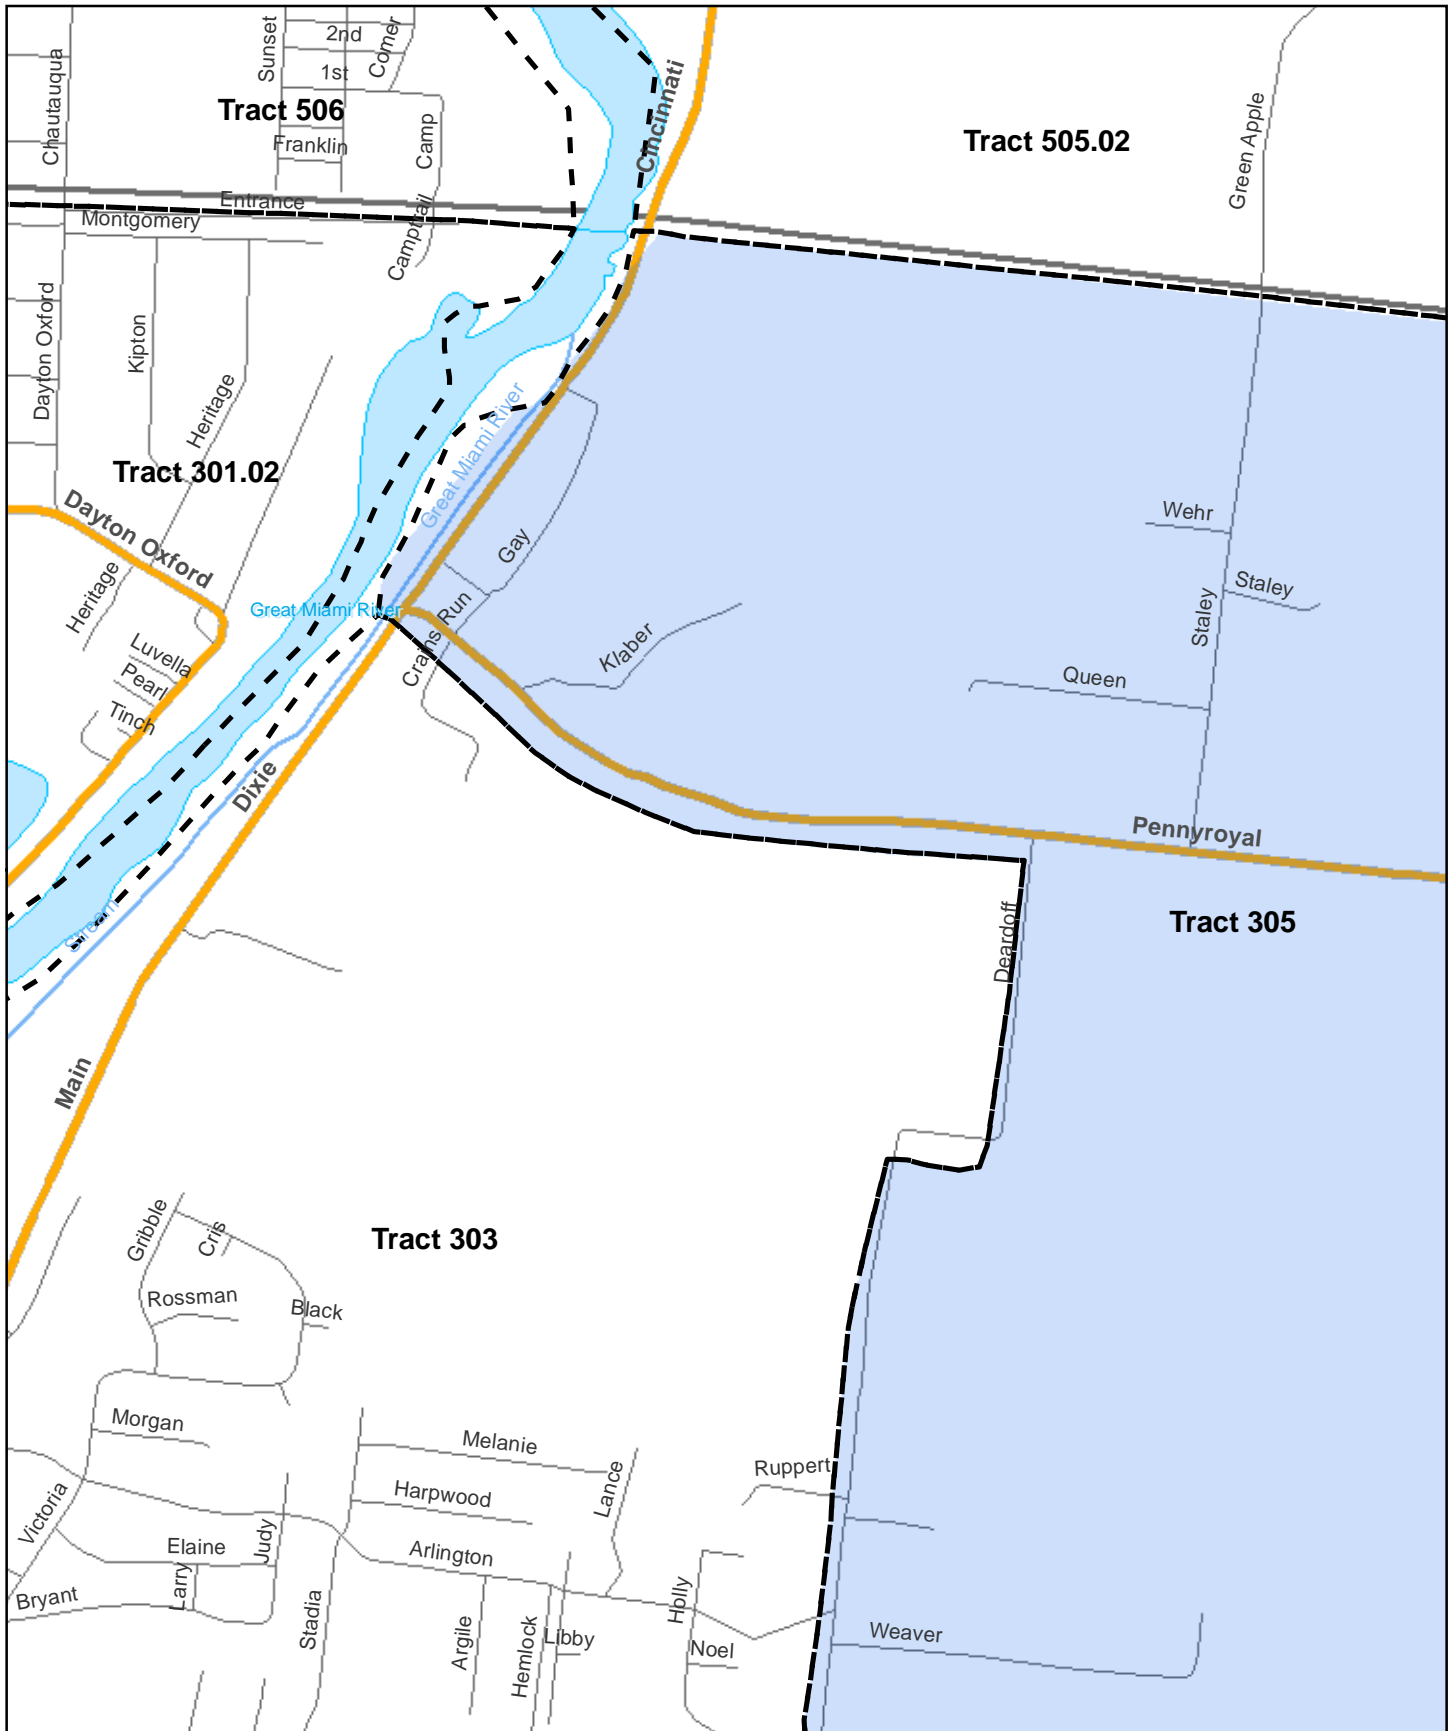 2nd
Sunset
Comer
Chautauqua
1st
Cincinnati
Tract 506
Green Apple
Franklin
Camp
Tract 505.02
Entrance
Montgomery
Camptrail
Dayton Oxford
Kipton
Heritage
Great Miami River
Tract 301.02
Dayton Oxford
Wehr
Gay
Heritage
Staley
Great Miami River
Crains Run
Staley
Klaber
Luvella
Pearl
Queen
Tinch
Dixie
Pennyroyal
Stream
Deardoff
Tract 305
Main
Gribble
Cris
Tract 303
Rossman
Black
Morgan
Melanie
Ruppert
Lance
Harpwood
Victoria
Elaine
Judy
Arlington
Larry
Bryant
Stadia
Argile
Hemlock
Libby
Holly
Noel
Weaver